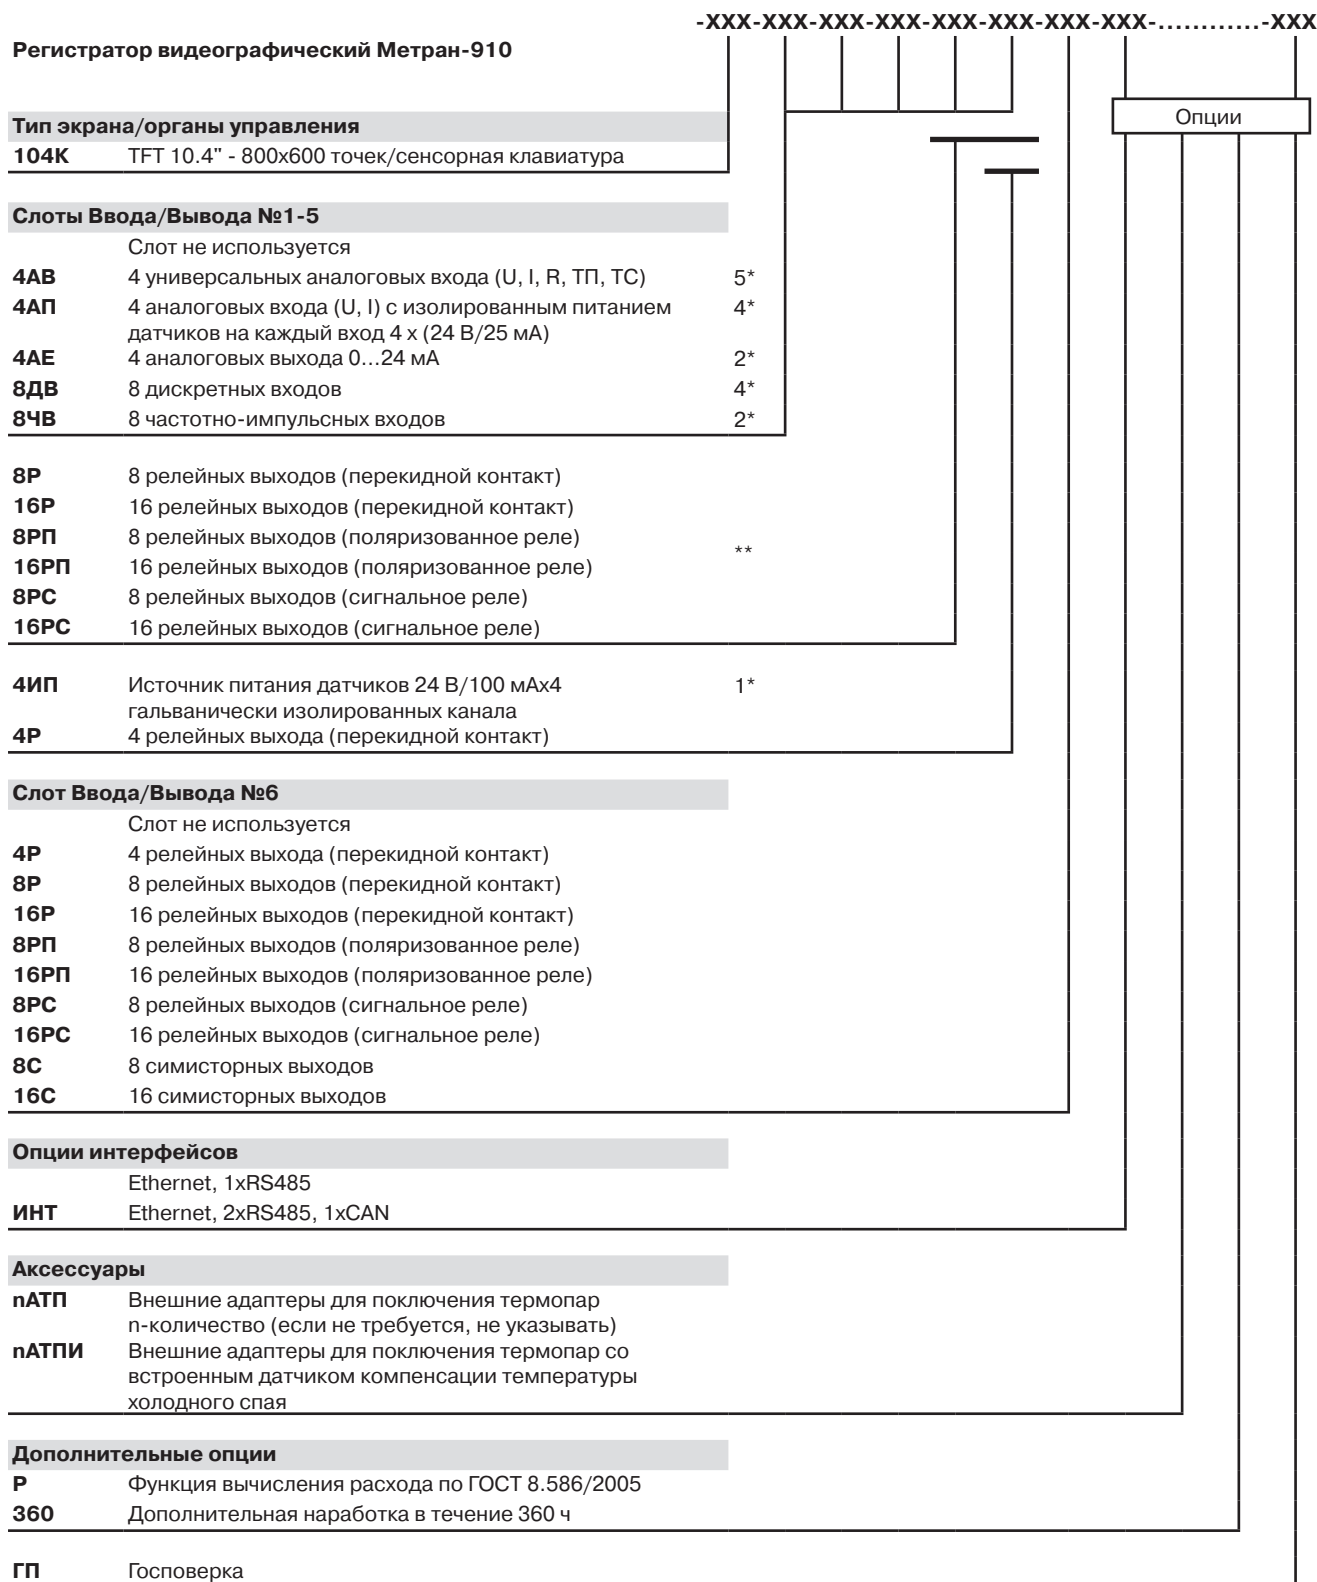 -XXX-XXX-XXX-XXX-XXX-XXX-XXX-XXX-............-XXX
Регистратор видеографический Метран-910
Опции
Тип экрана/органы управления
104К TFT 10.4" - 800x600 точек/сенсорная клавиатура
Слоты Ввода/Вывода №1-5
Слот не используется
4АВ 4 универсальных аналоговых входа (U, I, R, ТП, ТС) 5*
4АП 4 аналоговых входа (U, I) с изолированным питанием 4*
датчиков на каждый вход 4 х (24 В/25 мА)
4АЕ 4 аналоговых выхода 0...24 мА 2*
8ДВ 8 дискретных входов 4*
8ЧВ 8 частотно-импульсных входов 2*
8Р 8 релейных выходов (перекидной контакт)
16Р 16 релейных выходов (перекидной контакт)
8РП 8 релейных выходов (поляризованное реле)
**
16РП 16 релейных выходов (поляризованное реле)
8РС 8 релейных выходов (сигнальное реле)
16РС 16 релейных выходов (сигнальное реле)
4ИП Источник питания датчиков 24 В/100 мАх4 1*
гальванически изолированных канала
4Р 4 релейных выхода (перекидной контакт)
Слот Ввода/Вывода №6
Слот не используется
4Р 4 релейных выхода (перекидной контакт)
8Р 8 релейных выходов (перекидной контакт)
16Р 16 релейных выходов (перекидной контакт)
8РП 8 релейных выходов (поляризованное реле)
16РП 16 релейных выходов (поляризованное реле)
8РС 8 релейных выходов (сигнальное реле)
16РС 16 релейных выходов (сигнальное реле)
8С 8 симисторных выходов
16С 16 симисторных выходов
Опции интерфейсов
Ethernet, 1xRS485
ИНТ Ethernet, 2xRS485, 1xCAN
Аксессуары
nАТП Внешние адаптеры для поключения термопар
n-количество (если не требуется, не указывать)
nАТПИ Внешние адаптеры для поключения термопар со
встроенным датчиком компенсации температуры
холодного спая
Дополнительные опции
Р Функция вычисления расхода по ГОСТ 8.586/2005
360 Дополнительная наработка в течение 360 ч
ГП Госповерка